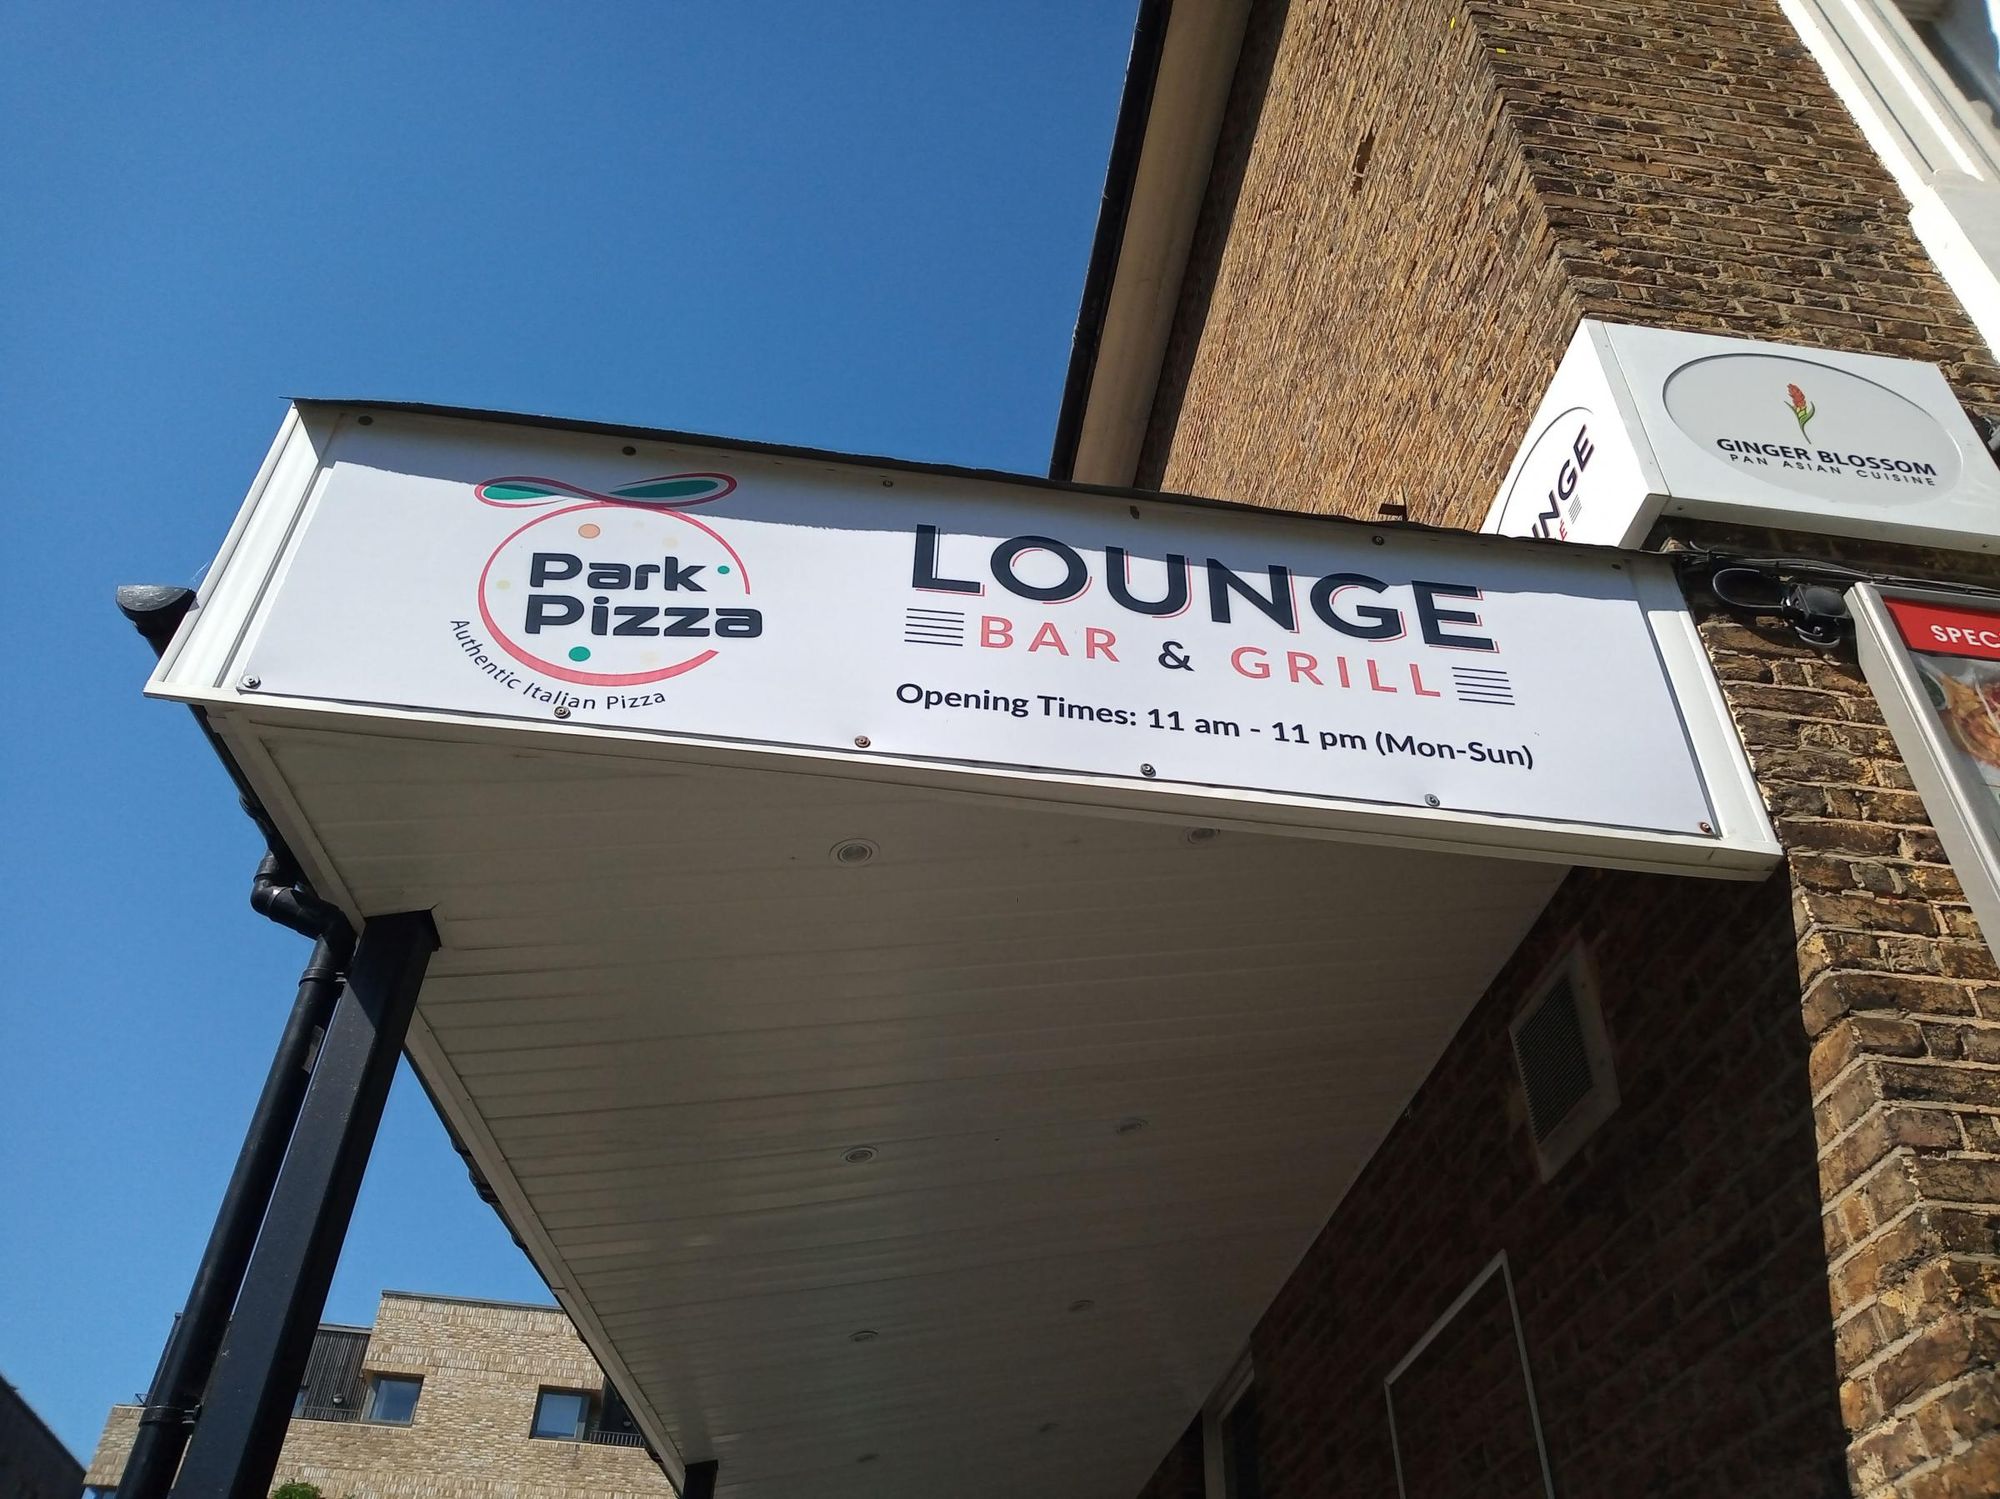 Park
Pizza
Authentic Italian Pizza
LOUNGE
BAR & GRILL
Opening Times: 11 am - 11 pm (Mon-Sun)
GINGER BLOSSOM
PAN ASIAN CUISINE